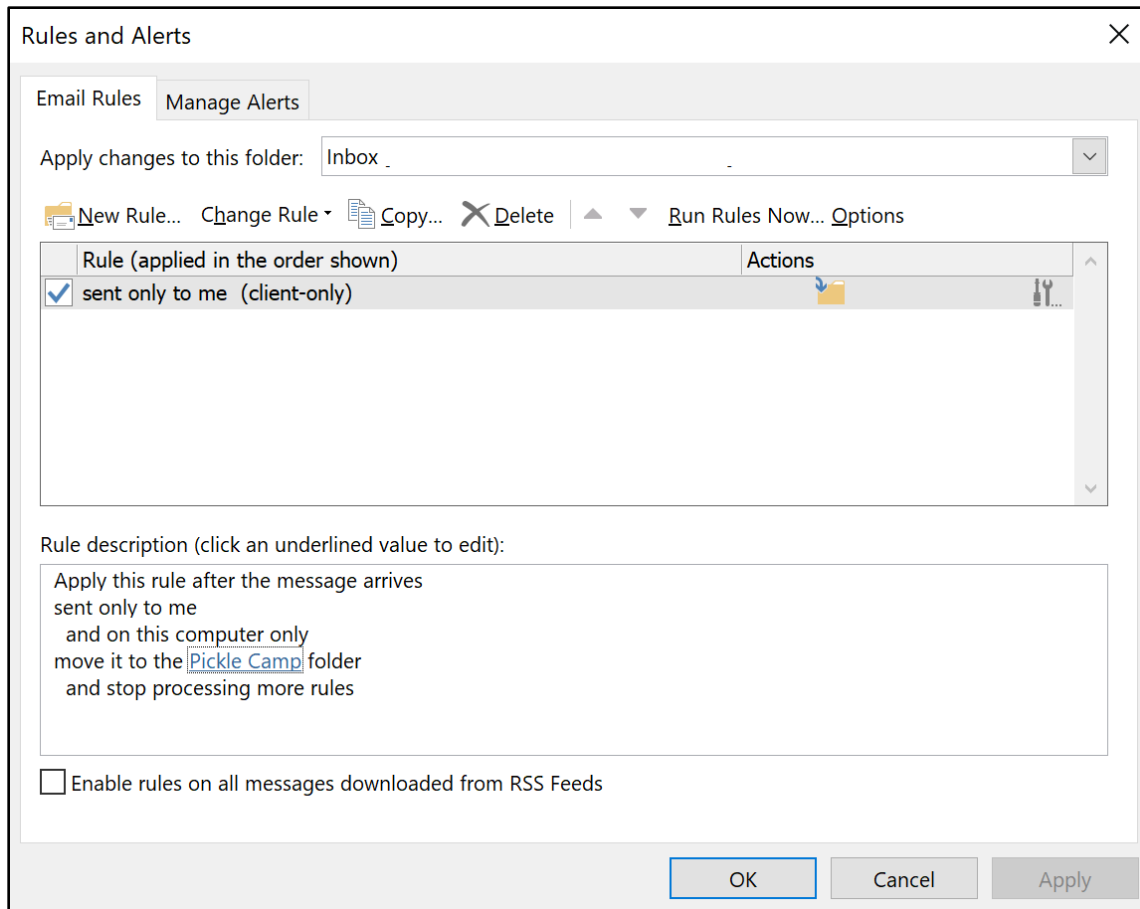 Rules and Alerts
Email Rules Manage Alerts
Apply changes to this folder: Inbox
New Rule... Change Rule Copy... Delete Run Rules Now... Options
Rule (applied in the order shown) Actions
sent only to me (client-only)
Rule description (click an underlined value to edit):
Apply this rule after the message arrives
sent only to me
and on this computer only
move it to the Pickle Camp folder
and stop processing more rules
Enable rules on all messages downloaded from RSS Feeds
OK Cancel Apply